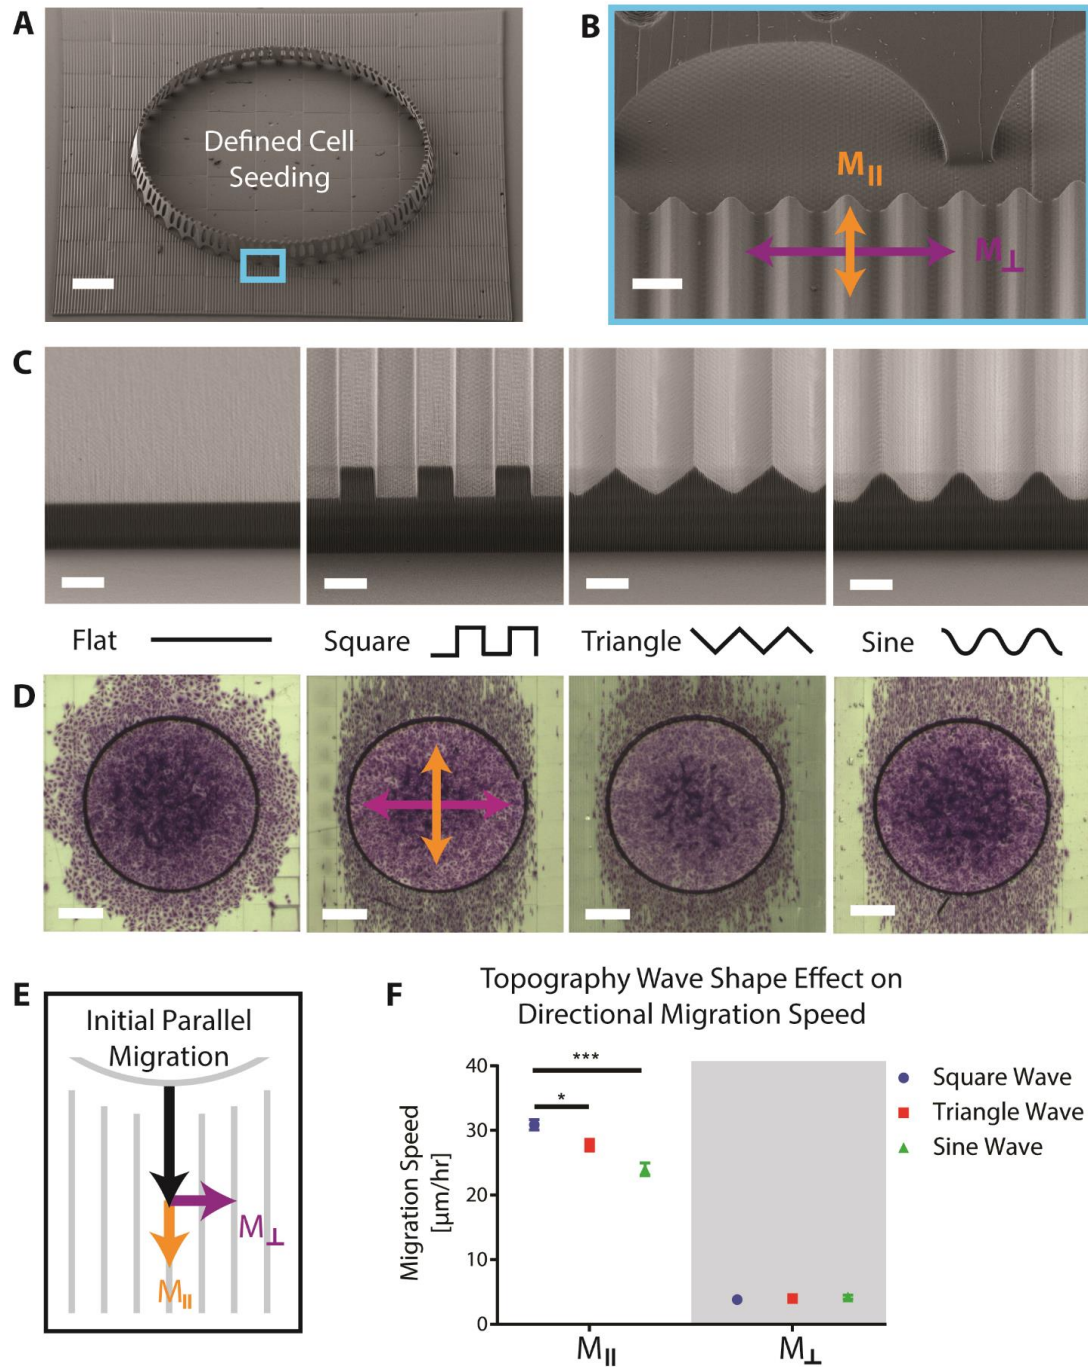 A
Defined Cell
Seeding
B
M||
M⊥
C
Flat
Square
Triangle
Sine
D
E
Initial Parallel
Migration
M⊥
M||
F
Topography Wave Shape Effect on
Directional Migration Speed
Migration Speed
[µm/hr]
40
30
20
10
0
***
*
M||
M⊥
Square Wave
Triangle Wave
Sine Wave